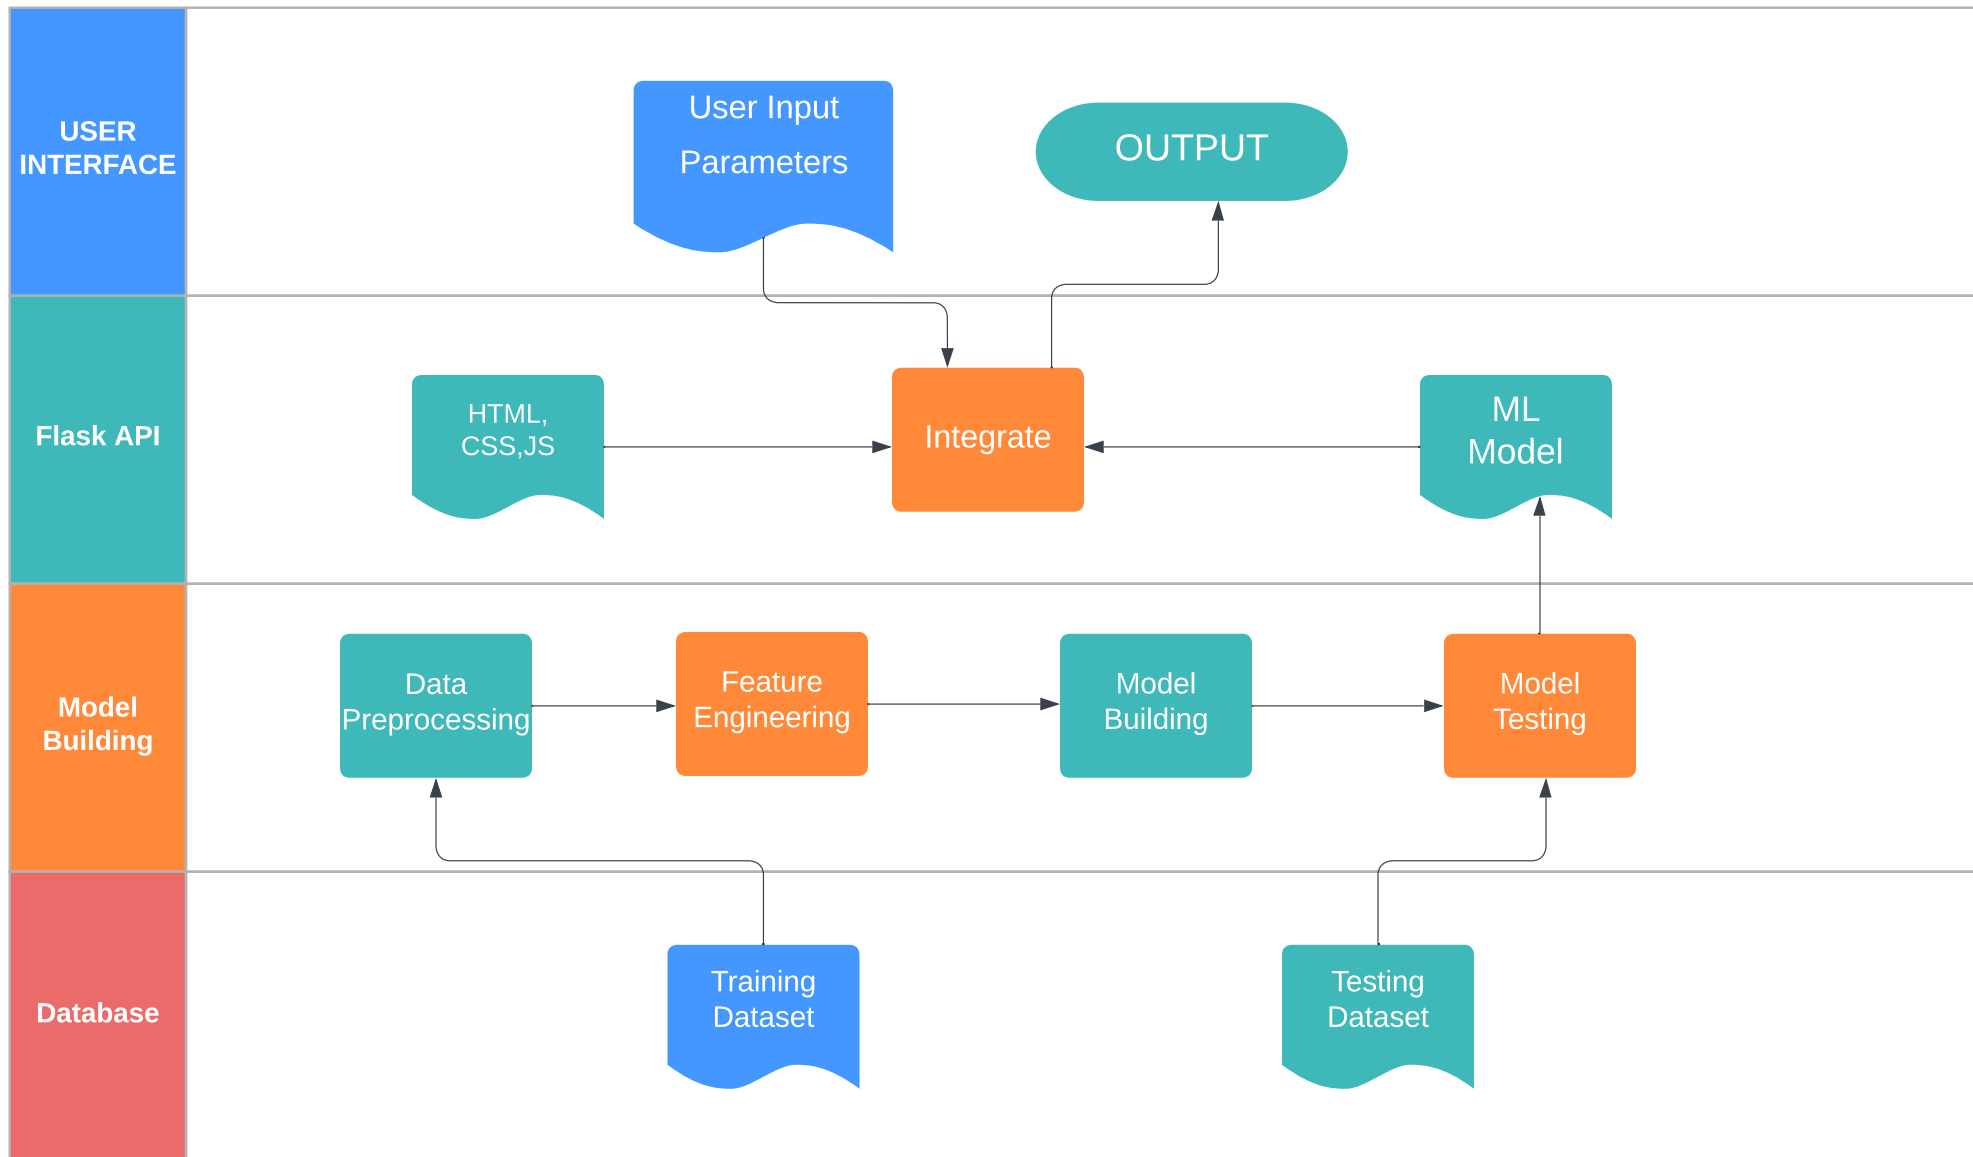 USER
INTERFACE
User Input
Parameters
OUTPUT
Flask API
HTML,
CSS,JS
Integrate
ML
Model
Model
Building
Data
Preprocessing
Feature
Engineering
Model
Building
Model
Testing
Database
Training
Dataset
Testing
Dataset